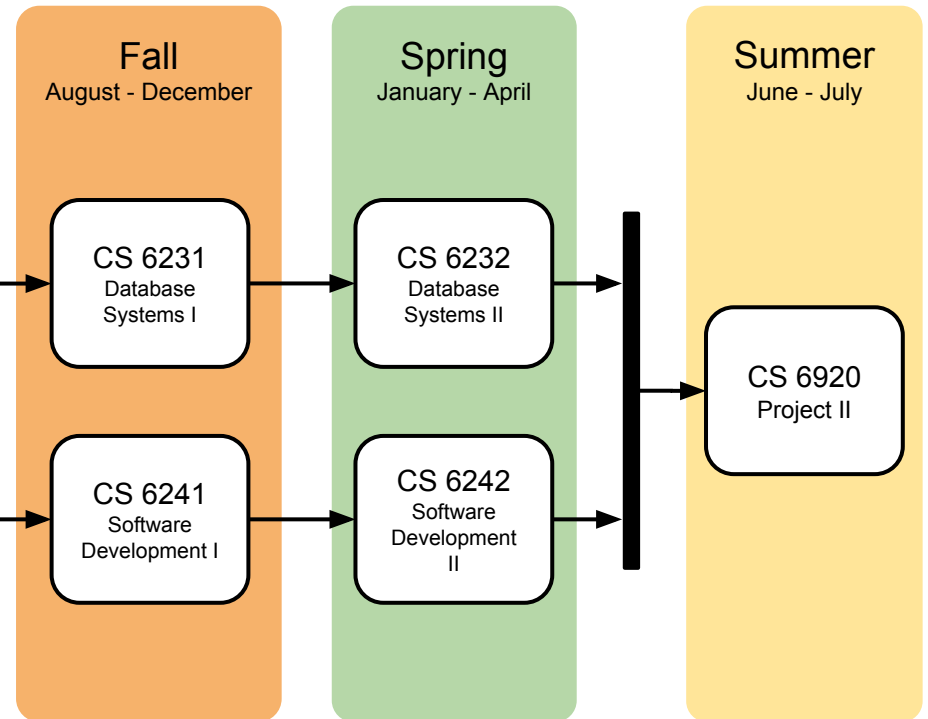 Fall
August - December
Spring
January - April
Summer
June - July
CS 6231
Database
Systems I
CS 6232
Database
Systems II
CS 6920
Project II
CS 6241
Software
Development I
CS 6242
Software
Development
II